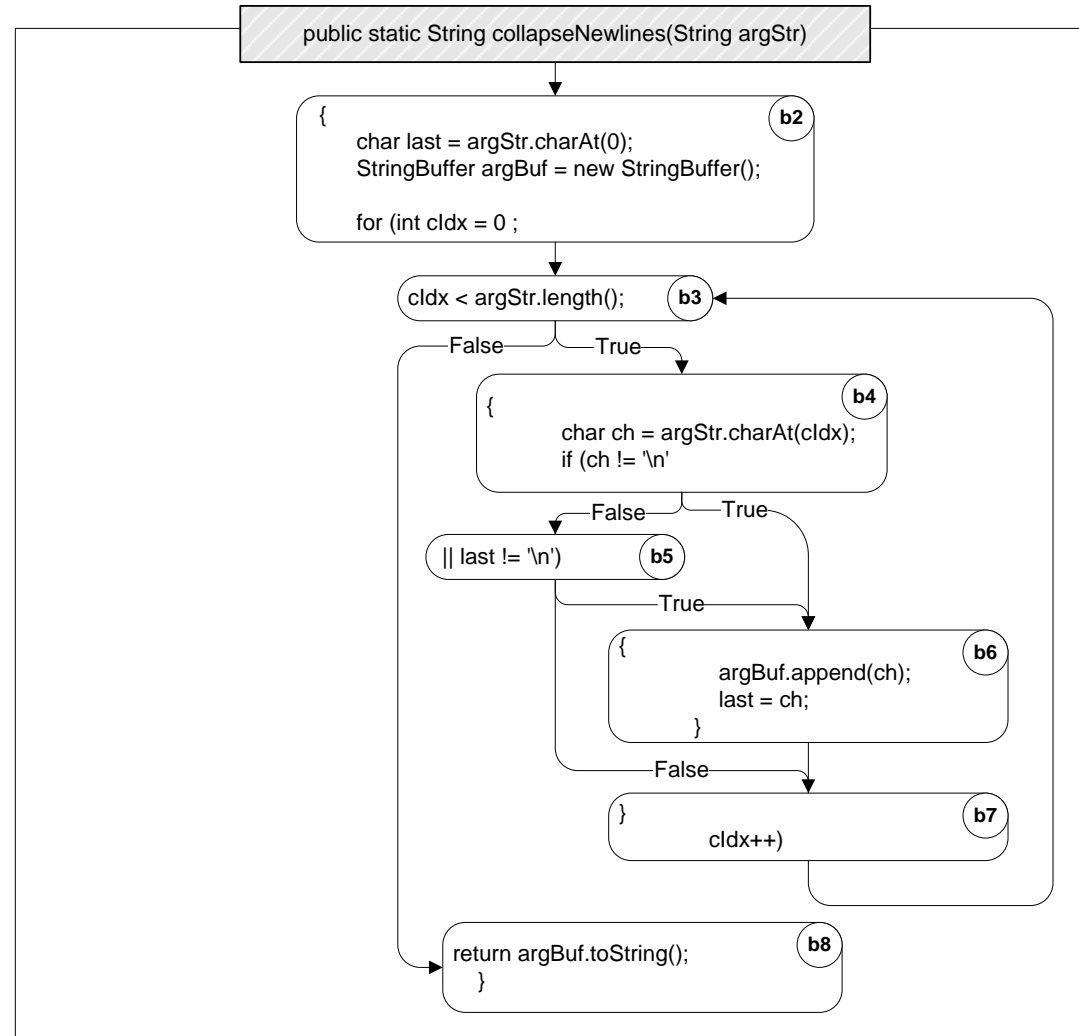 public static String collapseNewlines(String argStr)
{
b2
char last = argStr.charAt(0);
StringBuffer argBuf = new StringBuffer();
for (int cIdx = 0 ;
cIdx < argStr.length();
b3
False
True
b4
{
char ch = argStr.charAt(cIdx);
if (ch != '\n'
False
True
|| last != '\n')
b5
True
{
b6
argBuf.append(ch);
last = ch;
}
False
}
b7
cIdx++)
b8
return argBuf.toString();
}